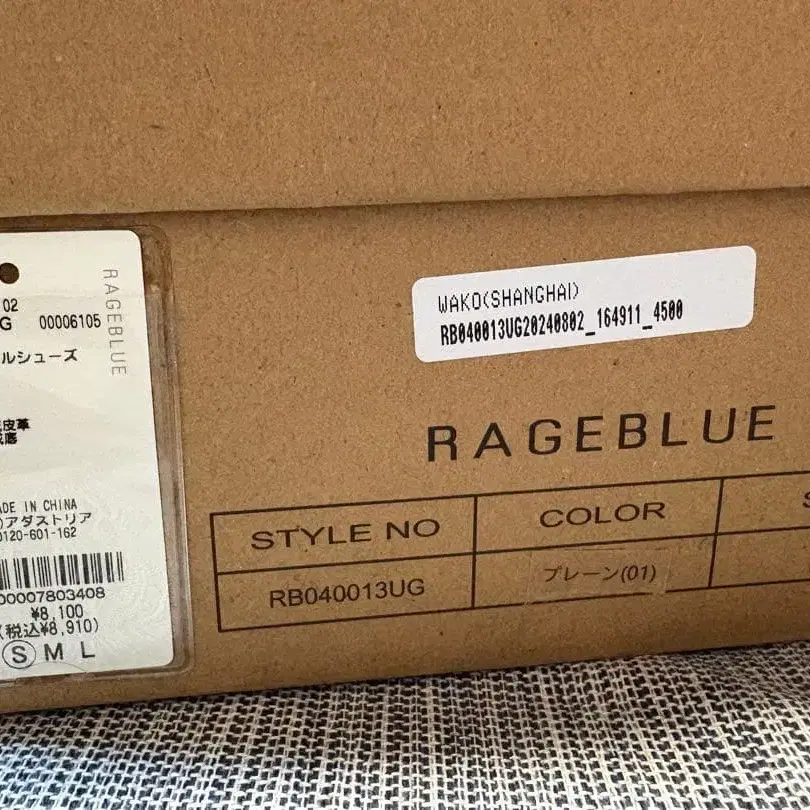 02
G 00006105
RAGEBLUE
ルシューズ
皮革
底
ADE IN CHINA
)アダストリア
0120-601-162
00007803408
¥8,100
(税込¥8,910)
S M L
WAKO(SHANGHAI)
RB040013UG20240802_164911_4500
RAGEBLUE
STYLE NO COLOR S
RB040013UG プレーン(01)